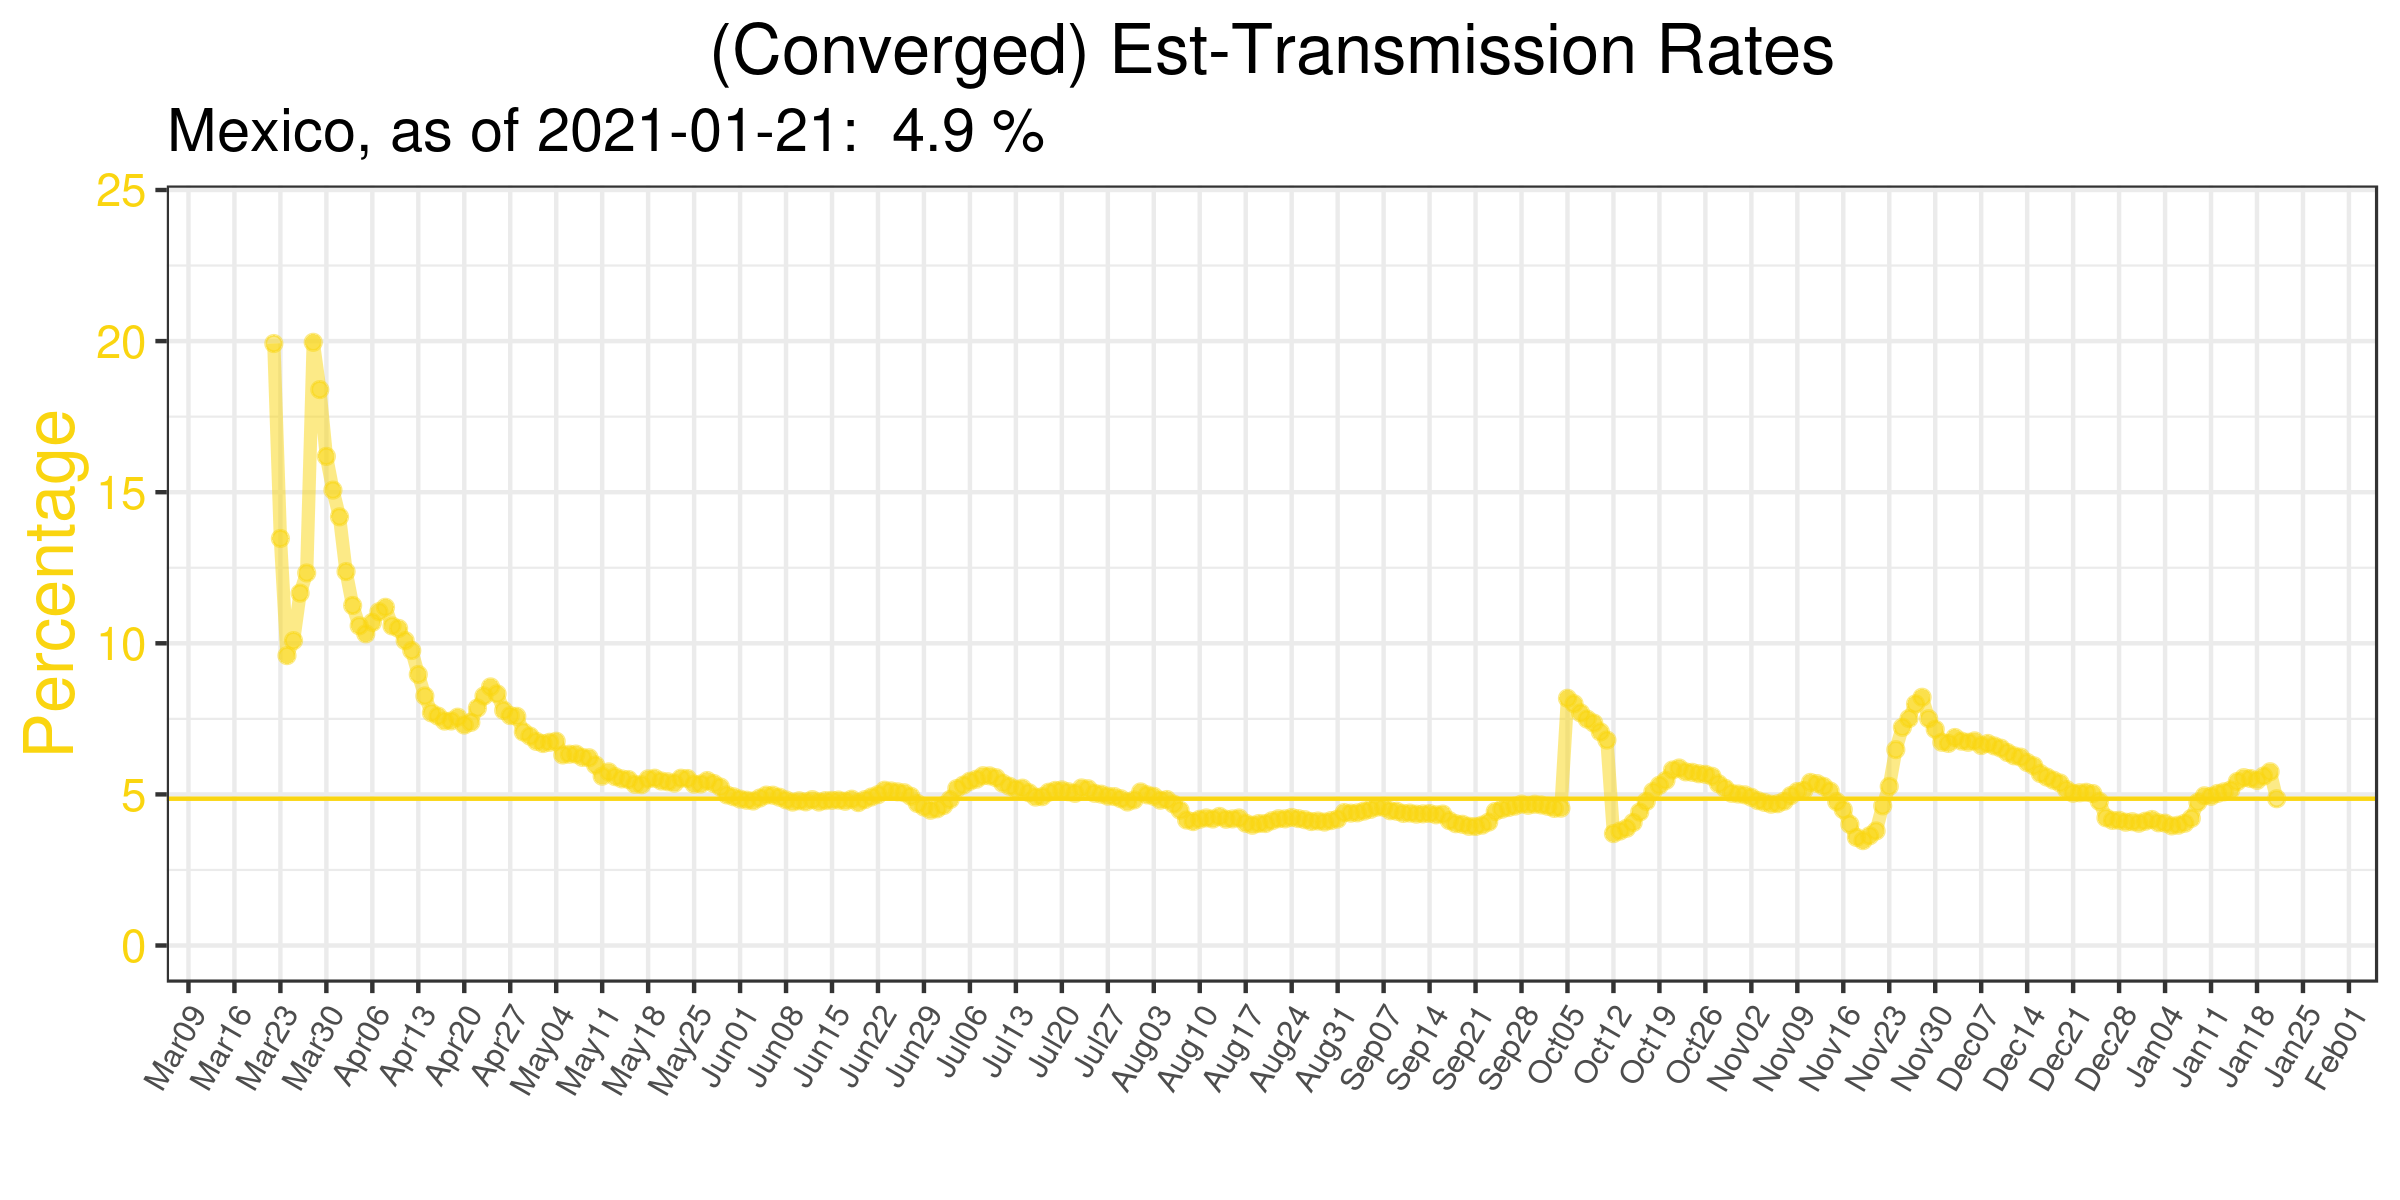 (Converged) Est-Transmission Rates
Mexico, as of 2021-01-21:  4.9 %
Percentage
25
20
15
10
5
0
Mar09
Mar16
Mar23
Mar30
Apr06
Apr13
Apr20
Apr27
May04
May11
May18
May25
Jun01
Jun08
Jun15
Jun22
Jun29
Jul06
Jul13
Jul20
Jul27
Aug03
Aug10
Aug17
Aug24
Aug31
Sep07
Sep14
Sep21
Sep28
Oct05
Oct12
Oct19
Oct26
Nov02
Nov09
Nov16
Nov23
Nov30
Dec07
Dec14
Dec21
Dec28
Jan04
Jan11
Jan18
Jan25
Feb01